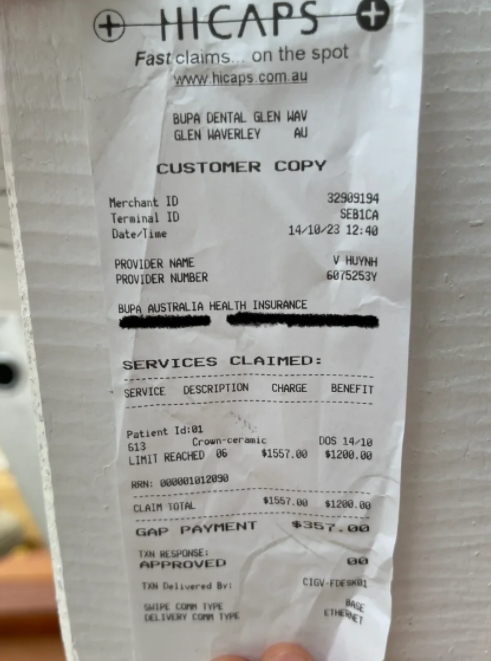 HICAPS
Fast claims... on the spot
www.hicaps.com.au
BUPA DENTAL GLEN WAV
GLEN WAVERLEY AU
CUSTOMER COPY
Merchant ID 32909194
Terminal ID SEB1CA
Date/Time 14/10/23 12:40
PROVIDER NAME V HUYNH
PROVIDER NUMBER 6075253Y
BUPA AUSTRALIA HEALTH INSURANCE
SERVICES CLAIMED:
SERVICE DESCRIPTION CHARGE BENEFIT
Patient Id:01
613 Crown-ceramic DOS 14/10
LIMIT REACHED 06 $1557.00 $1200.00
RRN: 000001012090
CLAIM TOTAL $1557.00 $1200.00
GAP PAYMENT $357.00
TXN RESPONSE:
APPROVED 00
TXN Delivered By:
SWIPE COMM TYPE BASE
DELIVERY COMM TYPE ETHERNET